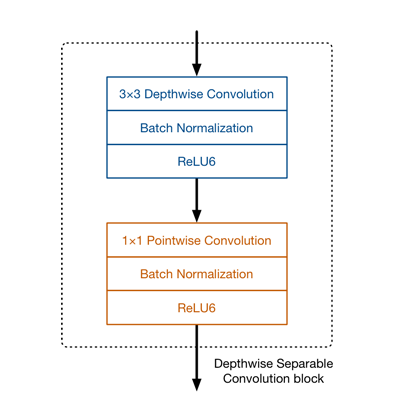 3×3 Depthwise Convolution
Batch Normalization
ReLU6
1×1 Pointwise Convolution
Batch Normalization
ReLU6
Depthwise Separable
Convolution block